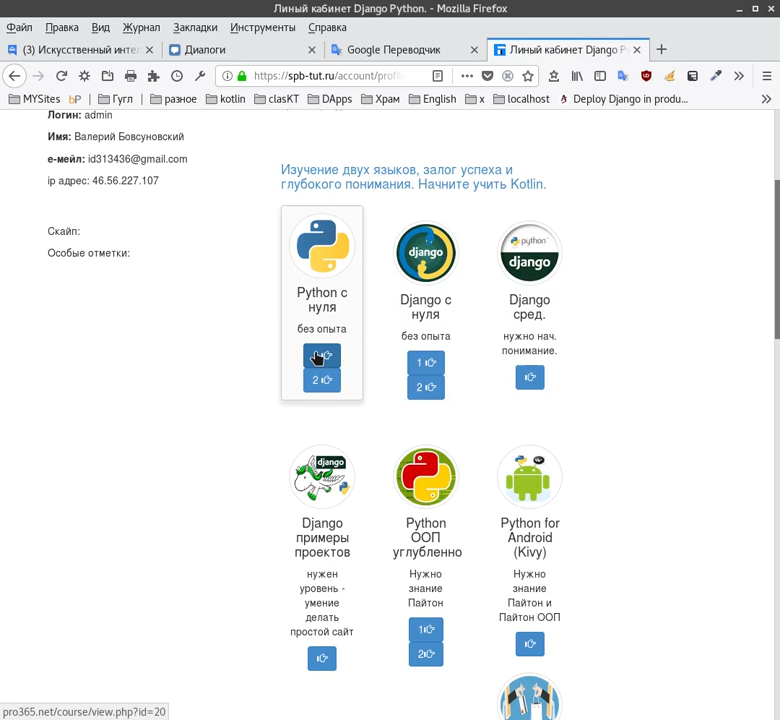 Линый кабинет Django Python. - Mozilla Firefox
Файл Правка Вид Журнал Закладки Инструменты Справка
(3) Искусственный инте Диалоги Google Переводчик Линый кабинет Django P
https://spb-tut.ru/account/profil
MYSites bP Гугл разное kotlin clasKT DApps Храм English x localhost Deploy Django in produ...
Логин: admin
Имя: Валерий Бовсуновский
е-мейл: id313436@gmail.com
ip адрес: 46.56.227.107
Скайп:
Особые отметки:
Изучение двух языков, залог успеха и
глубокого понимания. Начните учить Kotlin.
django
python
django
Python с
нуля
без опыта
2
Django с
нуля
без опыта
1
2
Django
сред.
нужно нач.
понимание.
django
Django
примеры
проектов
нужен
уровень -
умение
делать
простой сайт
Python
ООП
углубленно
Нужно
знание
Пайтон
1
2
Python for
Android
(Kivy)
Нужно
знание
Пайтон и
Пайтон ООП
pro365.net/course/view.php?id=20